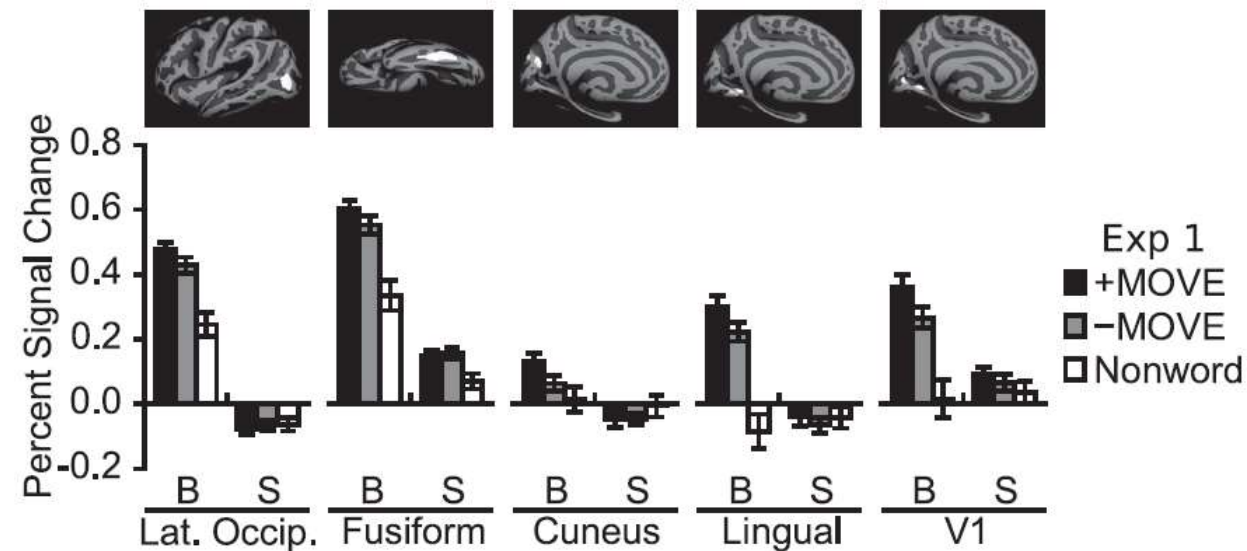 Percent Signal Change
0.8
0.6
0.4
0.2
0.0
-0.2
B S B S B S B S B S
Lat. Occip. Fusiform Cuneus Lingual V1
Exp 1
+MOVE
−MOVE
Nonword